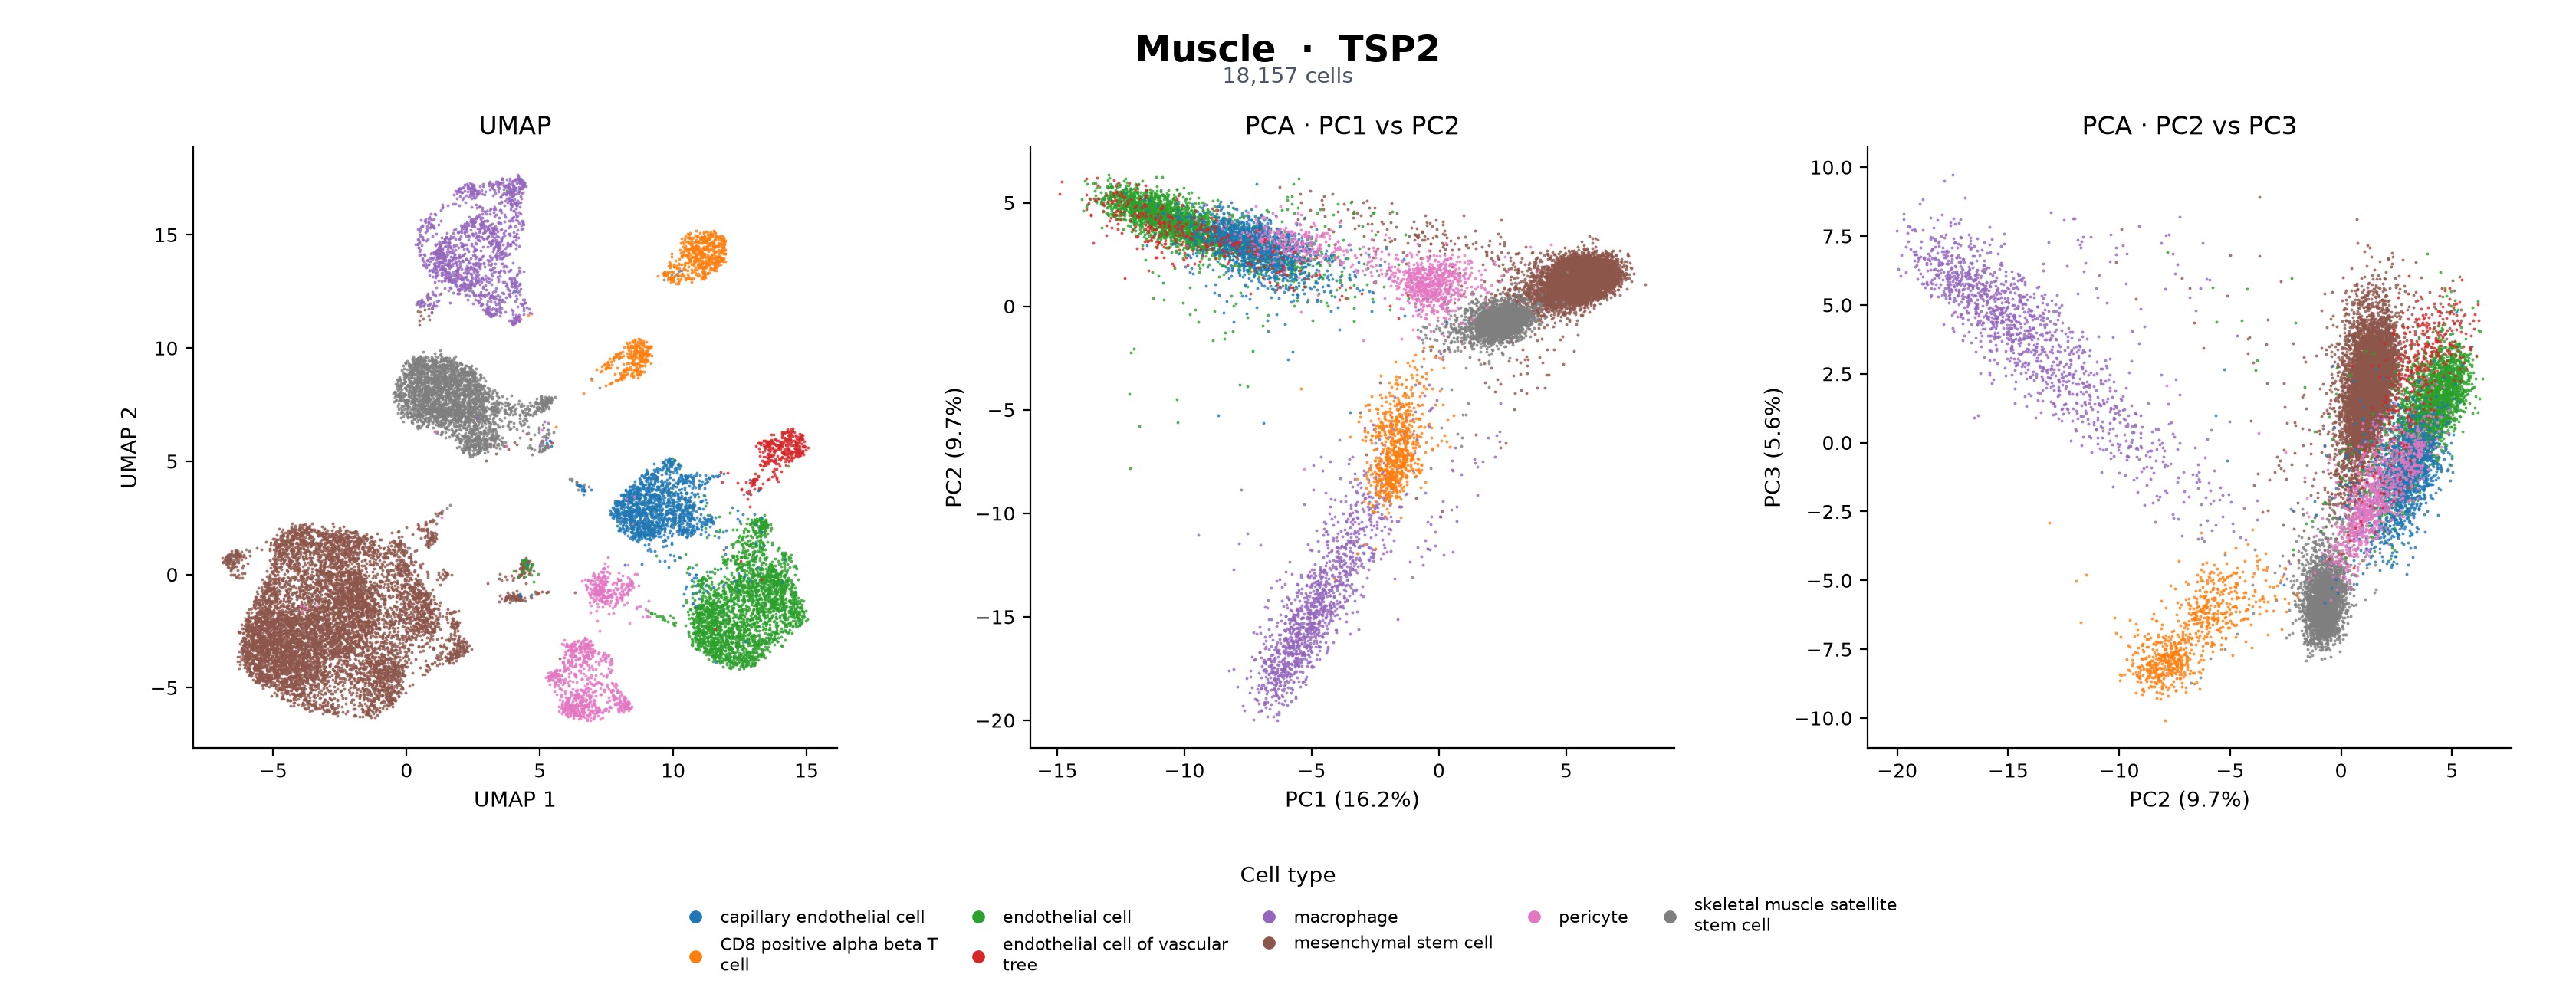 Muscle · TSP2
18,157 cells
UMAP
15
10
5
0
−5
−5
0
5
10
15
UMAP 2
UMAP 1
PCA · PC1 vs PC2
5
0
−5
−10
−15
−20
−15
−10
−5
0
5
PC2 (9.7%)
PC1 (16.2%)
PCA · PC2 vs PC3
10.0
7.5
5.0
2.5
0.0
−2.5
−5.0
−7.5
−10.0
−20
−15
−10
−5
0
5
PC3 (5.6%)
PC2 (9.7%)
Cell type
capillary endothelial cell
CD8 positive alpha beta T
cell
endothelial cell
endothelial cell of vascular
tree
macrophage
mesenchymal stem cell
pericyte
skeletal muscle satellite
stem cell